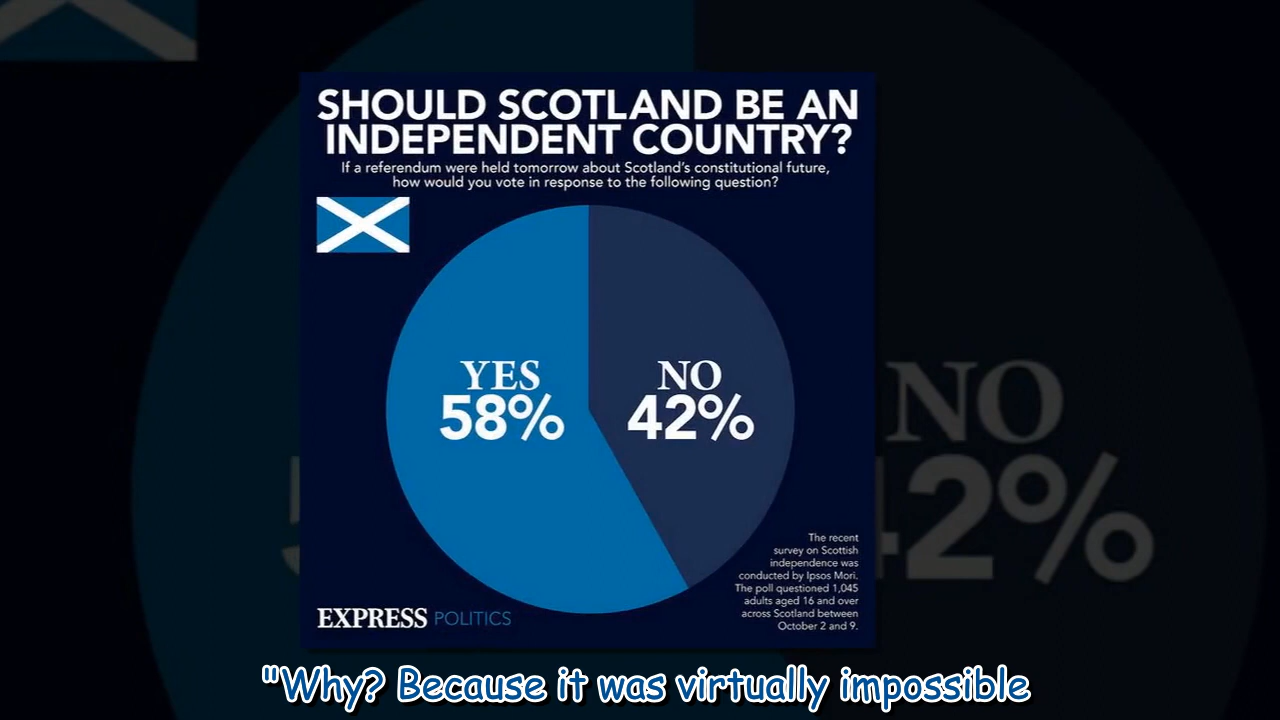 SHOULD SCOTLAND BE AN
INDEPENDENT COUNTRY?
If a referendum were held tomorrow about Scotland's constitutional future,
how would you vote in response to the following question?
YES
58%
NO
42%
NO
42%
The recent
survey on Scottish
independence was
conducted by Ipsos Mori.
The poll questioned 1,045
adults aged 16 and over
across Scotland between
October 2 and 9.
EXPRESS POLITICS
"Why? Because it was virtually impossible